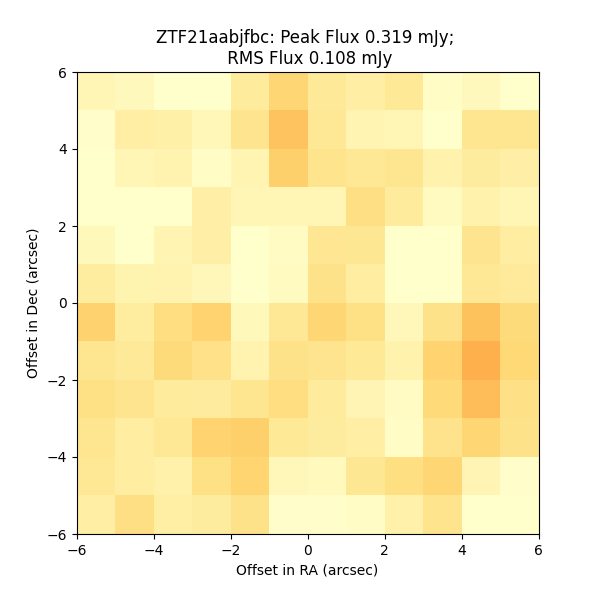 ZTF21aabjfbc: Peak Flux 0.319 mJy;
RMS Flux 0.108 mJy
6
4
2
0
−2
−4
−6
Offset in Dec (arcsec)
−6 −4 −2 0 2 4 6
Offset in RA (arcsec)